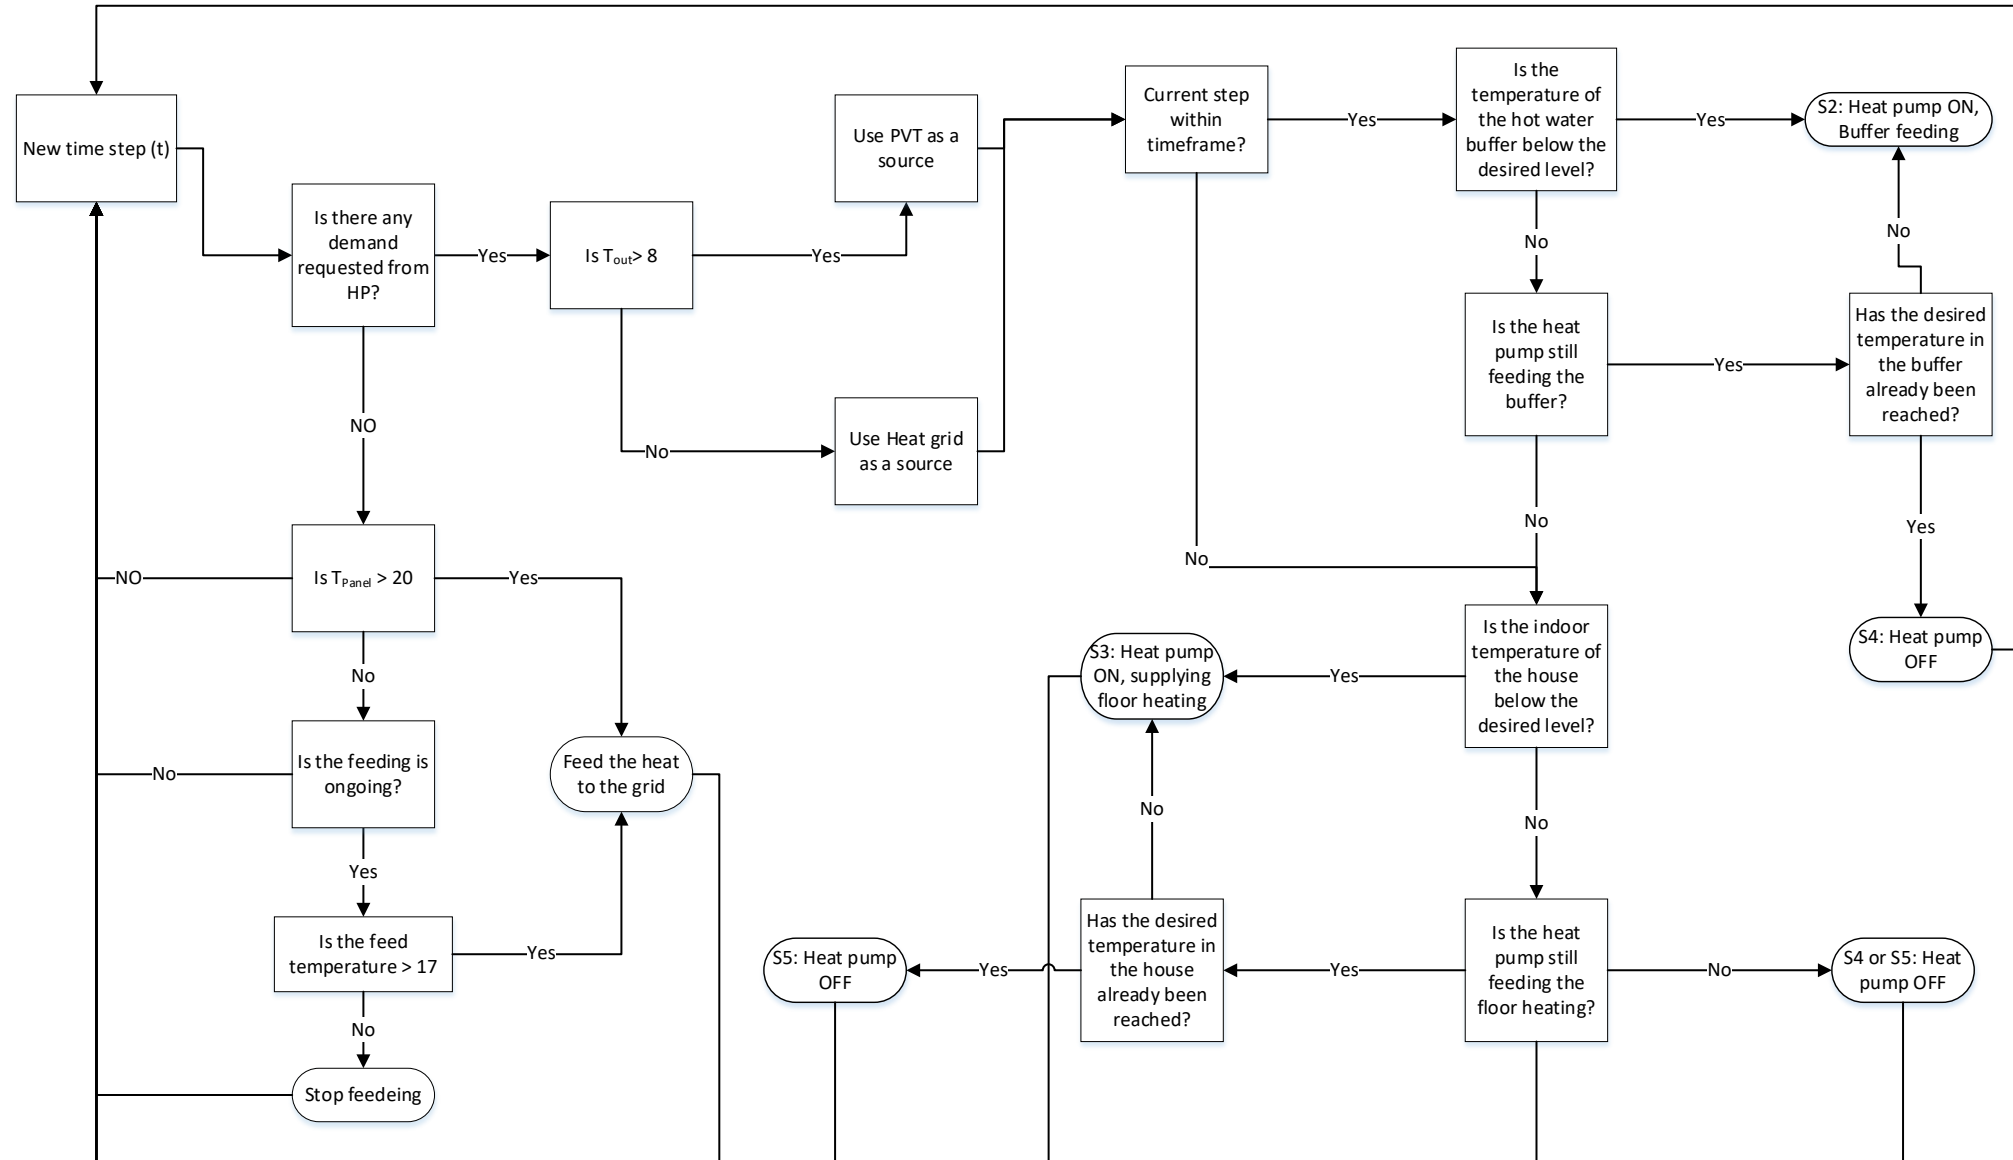 New time step (t)
Is there any
demand
requested from
HP?
Yes
Is Tout> 8
Yes
Use PVT as a
source
No
Use Heat grid
as a source
Current step
within
timeframe?
Yes
Is the
temperature of
the hot water
buffer below the
desired level?
Yes
S2: Heat pump ON,
Buffer feeding
No
No
Is the heat
pump still
feeding the
buffer?
Yes
Has the desired
temperature in
the buffer
already been
reached?
Yes
S4: Heat pump
OFF
No
No
NO
Is TPanel > 20
NO
Yes
No
Is the feeding is
ongoing?
No
Feed the heat
to the grid
Yes
Is the feed
temperature > 17
Yes
No
Stop feedeing
Is the indoor
temperature of
the house
below the
desired level?
Yes
S3: Heat pump
ON, supplying
floor heating
No
No
Is the heat
pump still
feeding the
floor heating?
Yes
Has the desired
temperature in
the house
already been
reached?
Yes
S5: Heat pump
OFF
No
S4 or S5: Heat
pump OFF